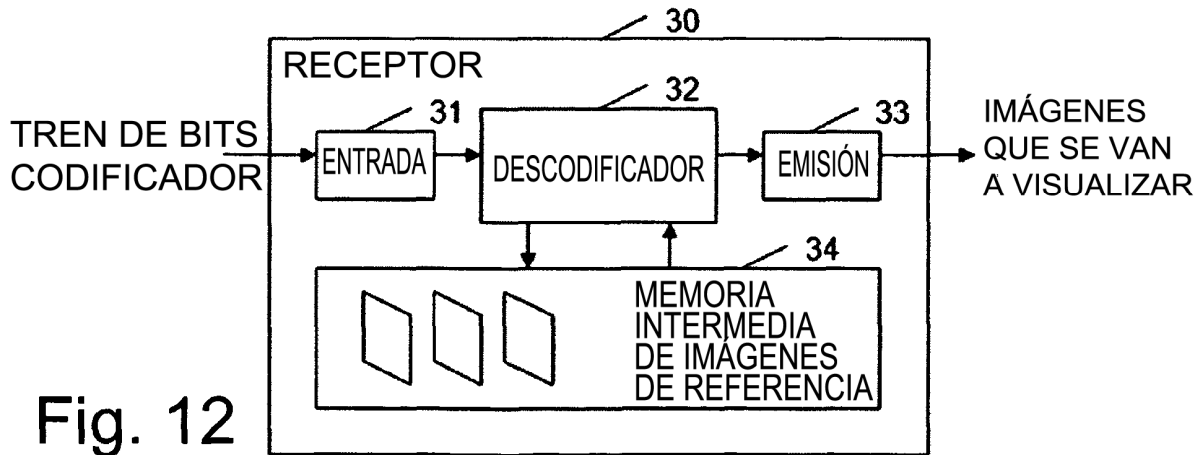 30
RECEPTOR
TREN DE BITS
CODIFICADOR
31
ENTRADA
32
DESCODIFICADOR
33
EMISIÓN
IMÁGENES
QUE SE VAN
A VISUALIZAR
34
MEMORIA
INTERMEDIA
DE IMÁGENES
DE REFERENCIA
Fig. 12